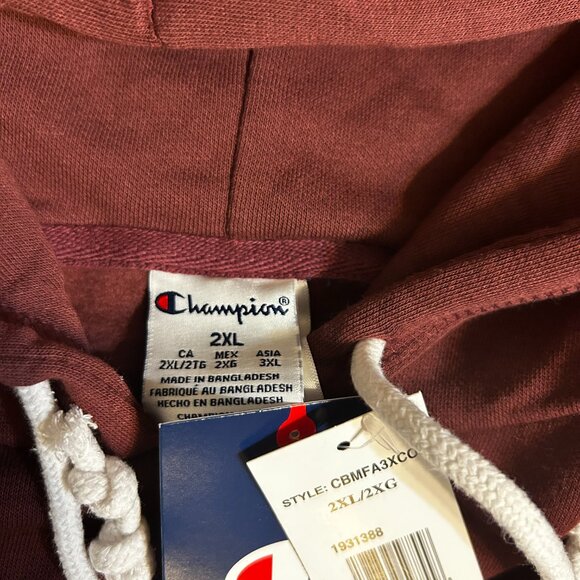 Champion®
2XL
CA MEX ASIA
2XL/2TG 2XG 3XL
MADE IN BANGLADESH
FABRIQUÉ AU BANGLADESH
HECHO EN BANGLADESH
STYLE: CBMFA3XCO
2XL/2XG
1931388